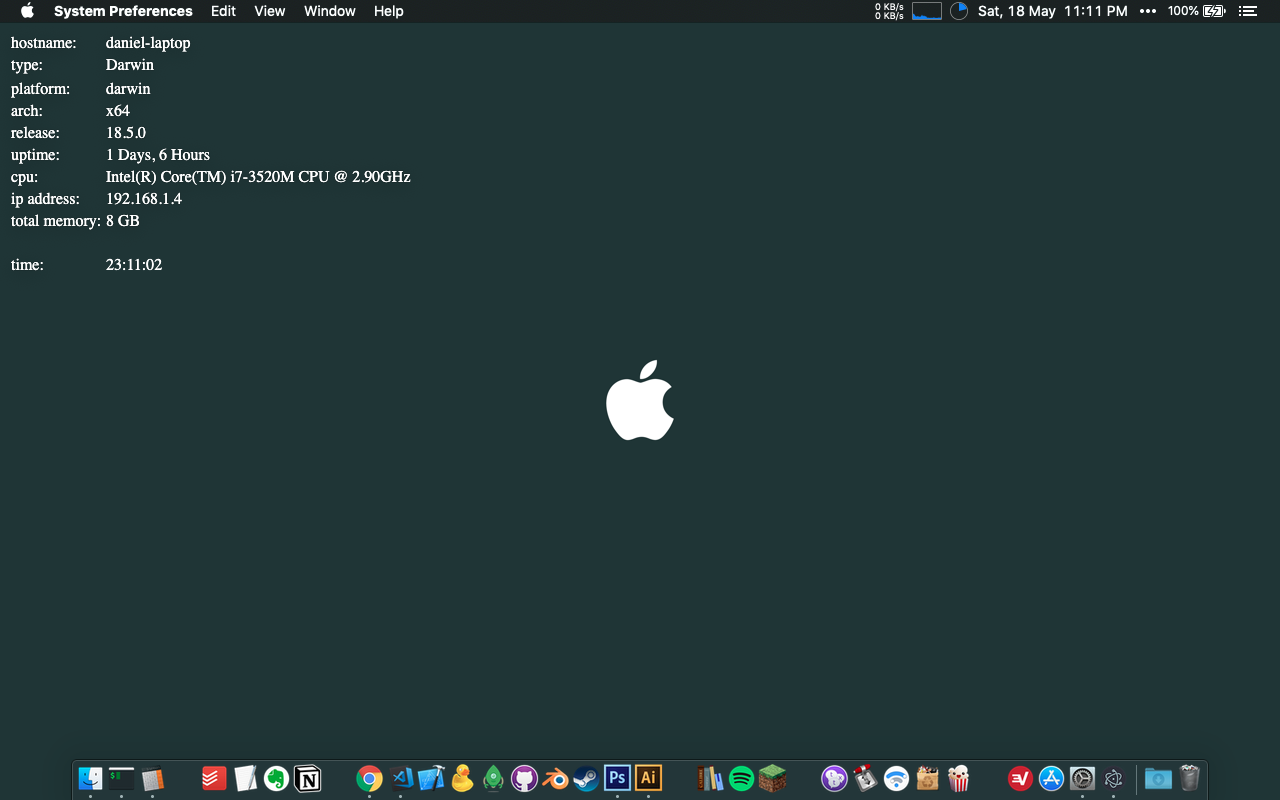 System Preferences Edit View Window Help 0 KB/s Sat, 18 May 11:11 PM 100%
0 KB/s
hostname: daniel-laptop
type: Darwin
platform: darwin
arch: x64
release: 18.5.0
uptime: 1 Days, 6 Hours
cpu: Intel(R) Core(TM) i7-3520M CPU @ 2.90GHz
ip address: 192.168.1.4
total memory: 8 GB
time: 23:11:02
$ N Ps Ai